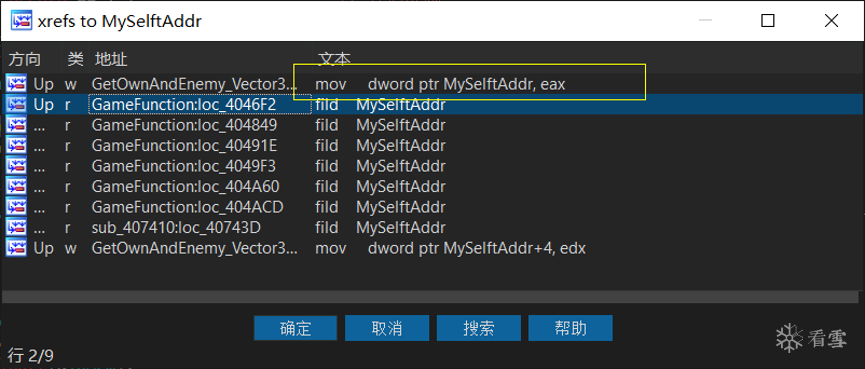 xrefs to MySelftAddr
方向 类 地址 文本
Up w GetOwnAndEnemy_Vector3... mov dword ptr MySelftAddr, eax
Up r GameFunction:loc_4046F2 fild MySelftAddr
... r GameFunction:loc_404849 fild MySelftAddr
... r GameFunction:loc_40491E fild MySelftAddr
... r GameFunction:loc_4049F3 fild MySelftAddr
... r GameFunction:loc_404A60 fild MySelftAddr
... r GameFunction:loc_404ACD fild MySelftAddr
... r sub_407410:loc_40743D fild MySelftAddr
Up w GetOwnAndEnemy_Vector3... mov dword ptr MySelftAddr+4, edx
确定 取消 搜索 帮助
看雪
行 2/9